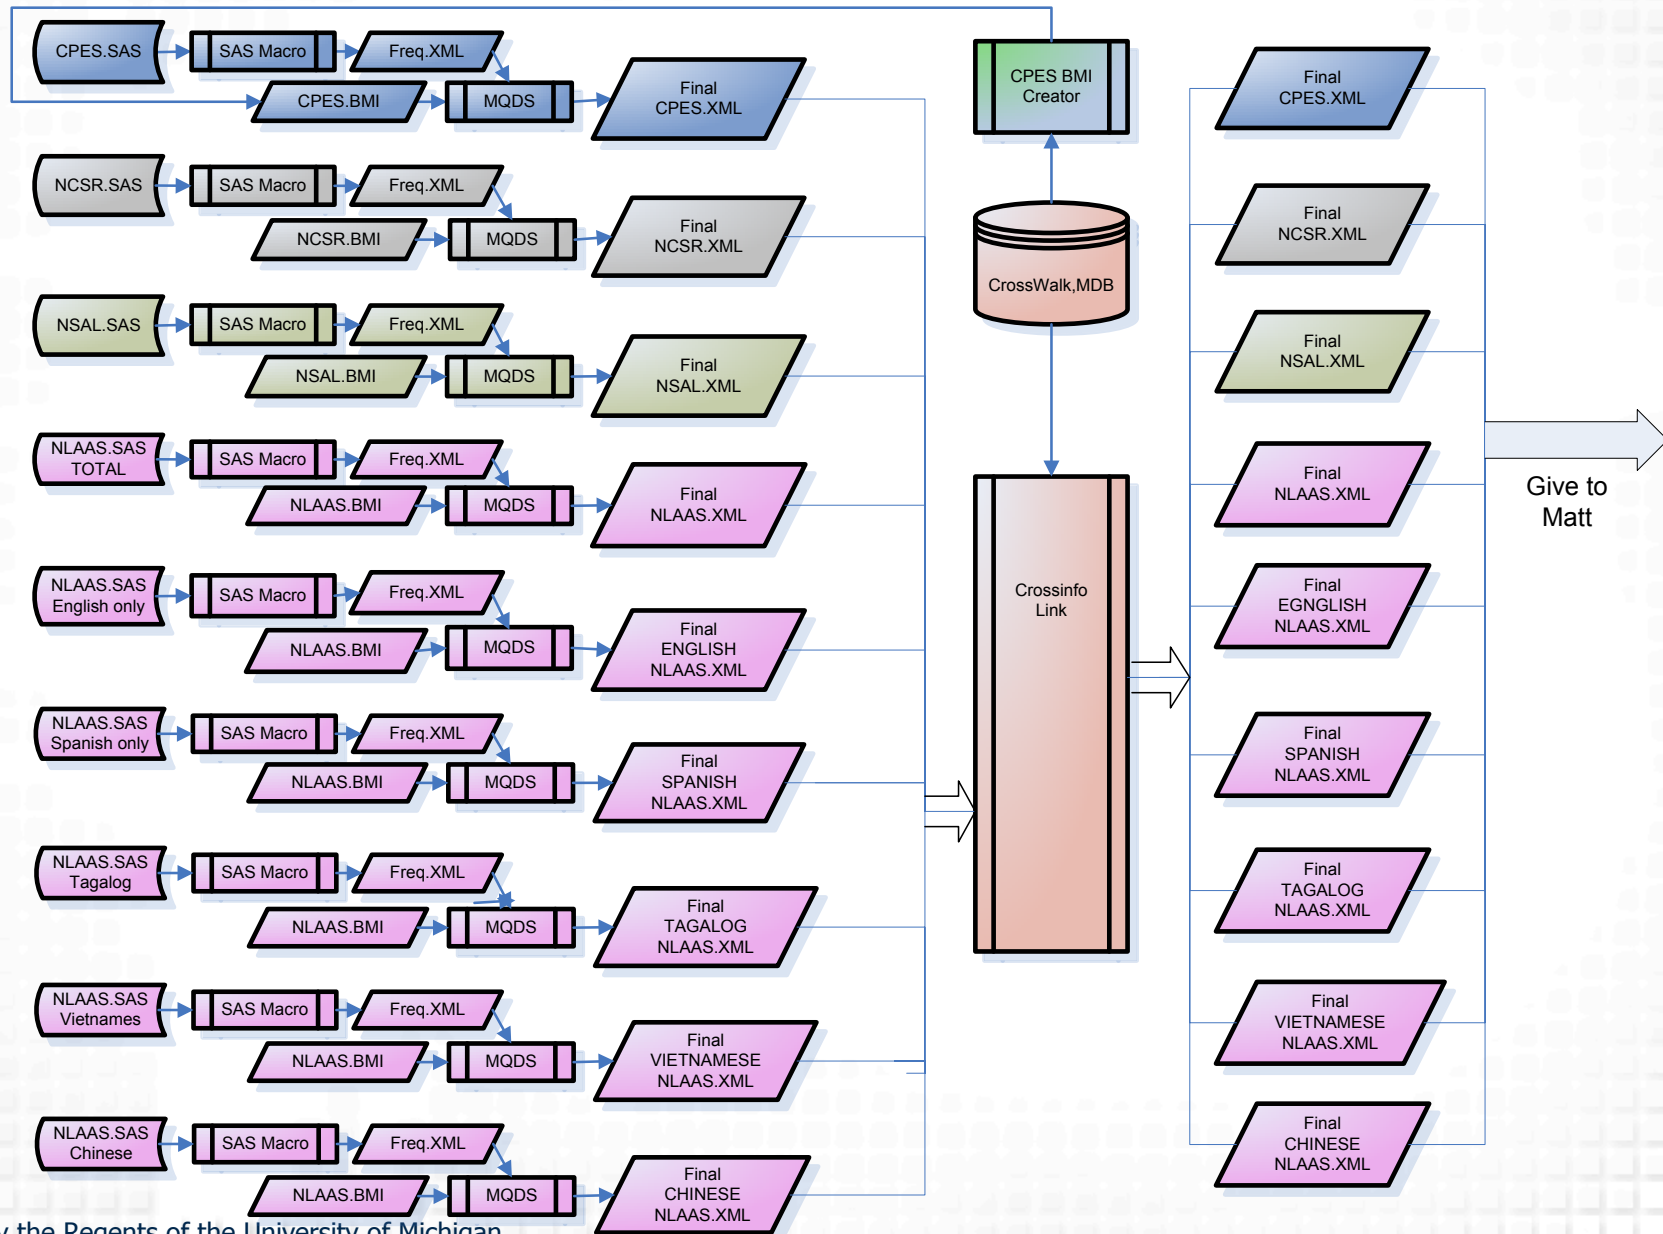 CPES.SAS
SAS Macro
Freq.XML
CPES.BMI
MQDS
Final
CPES.XML
NCSR.SAS
SAS Macro
Freq.XML
NCSR.BMI
MQDS
Final
NCSR.XML
NSAL.SAS
SAS Macro
Freq.XML
NSAL.BMI
MQDS
Final
NSAL.XML
NLAAS.SAS
TOTAL
SAS Macro
Freq.XML
NLAAS.BMI
MQDS
Final
NLAAS.XML
NLAAS.SAS
English only
SAS Macro
Freq.XML
NLAAS.BMI
MQDS
Final
ENGLISH
NLAAS.XML
NLAAS.SAS
Spanish only
SAS Macro
Freq.XML
NLAAS.BMI
MQDS
Final
SPANISH
NLAAS.XML
NLAAS.SAS
Tagalog
SAS Macro
Freq.XML
NLAAS.BMI
MQDS
Final
TAGALOG
NLAAS.XML
NLAAS.SAS
Vietnames
SAS Macro
Freq.XML
NLAAS.BMI
MQDS
Final
VIETNAMESE
NLAAS.XML
NLAAS.SAS
Chinese
SAS Macro
Freq.XML
NLAAS.BMI
MQDS
Final
CHINESE
NLAAS.XML
CPES BMI
Creator
CrossWalk,MDB
Crossinfo
Link
Final
CPES.XML
Final
NCSR.XML
Final
NSAL.XML
Final
NLAAS.XML
Final
EGNGLISH
NLAAS.XML
Final
SPANISH
NLAAS.XML
Final
TAGALOG
NLAAS.XML
Final
VIETNAMESE
NLAAS.XML
Final
CHINESE
NLAAS.XML
Give to
Matt
the Regents of the University of Michigan